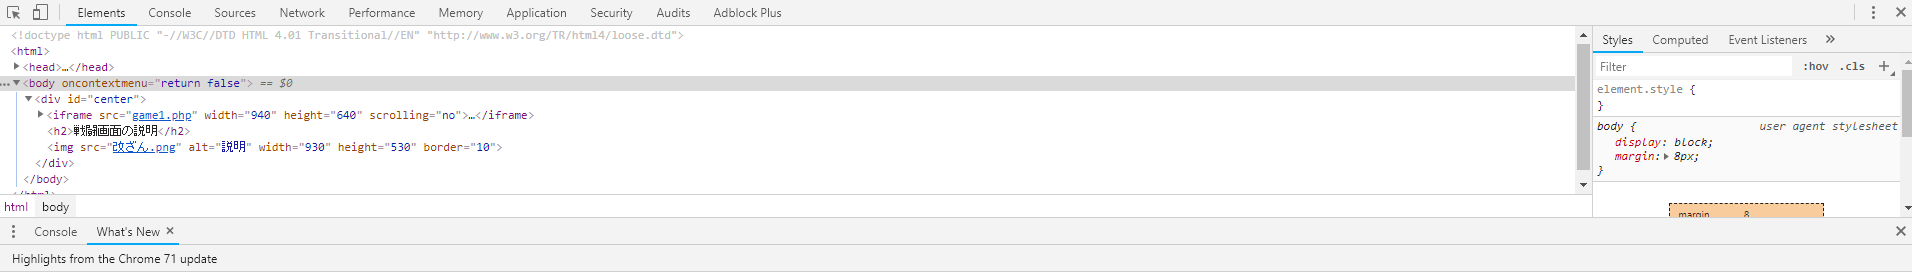 Elements Console Sources Network Performance Memory Application Security Audits Adblock Plus
<!doctype html PUBLIC "-//W3C//DTD HTML 4.01 Transitional//EN" "http://www.w3.org/TR/html4/loose.dtd">
<html>
<head>…</head>
<body oncontextmenu="return false"> == $0
<div id="center">
<iframe src="game1.php" width="940" height="640" scrolling="no">…</iframe>
<h2>戦闘画面の説明</h2>
<img src="改ざん.png" alt="説明" width="930" height="530" border="10">
</div>
</body>
</html>
html body
Styles Computed Event Listeners »
Filter :hov .cls +
element.style {
}
body { user agent stylesheet
display: block;
margin: 8px;
}
margin 8
Console What's New ×
Highlights from the Chrome 71 update